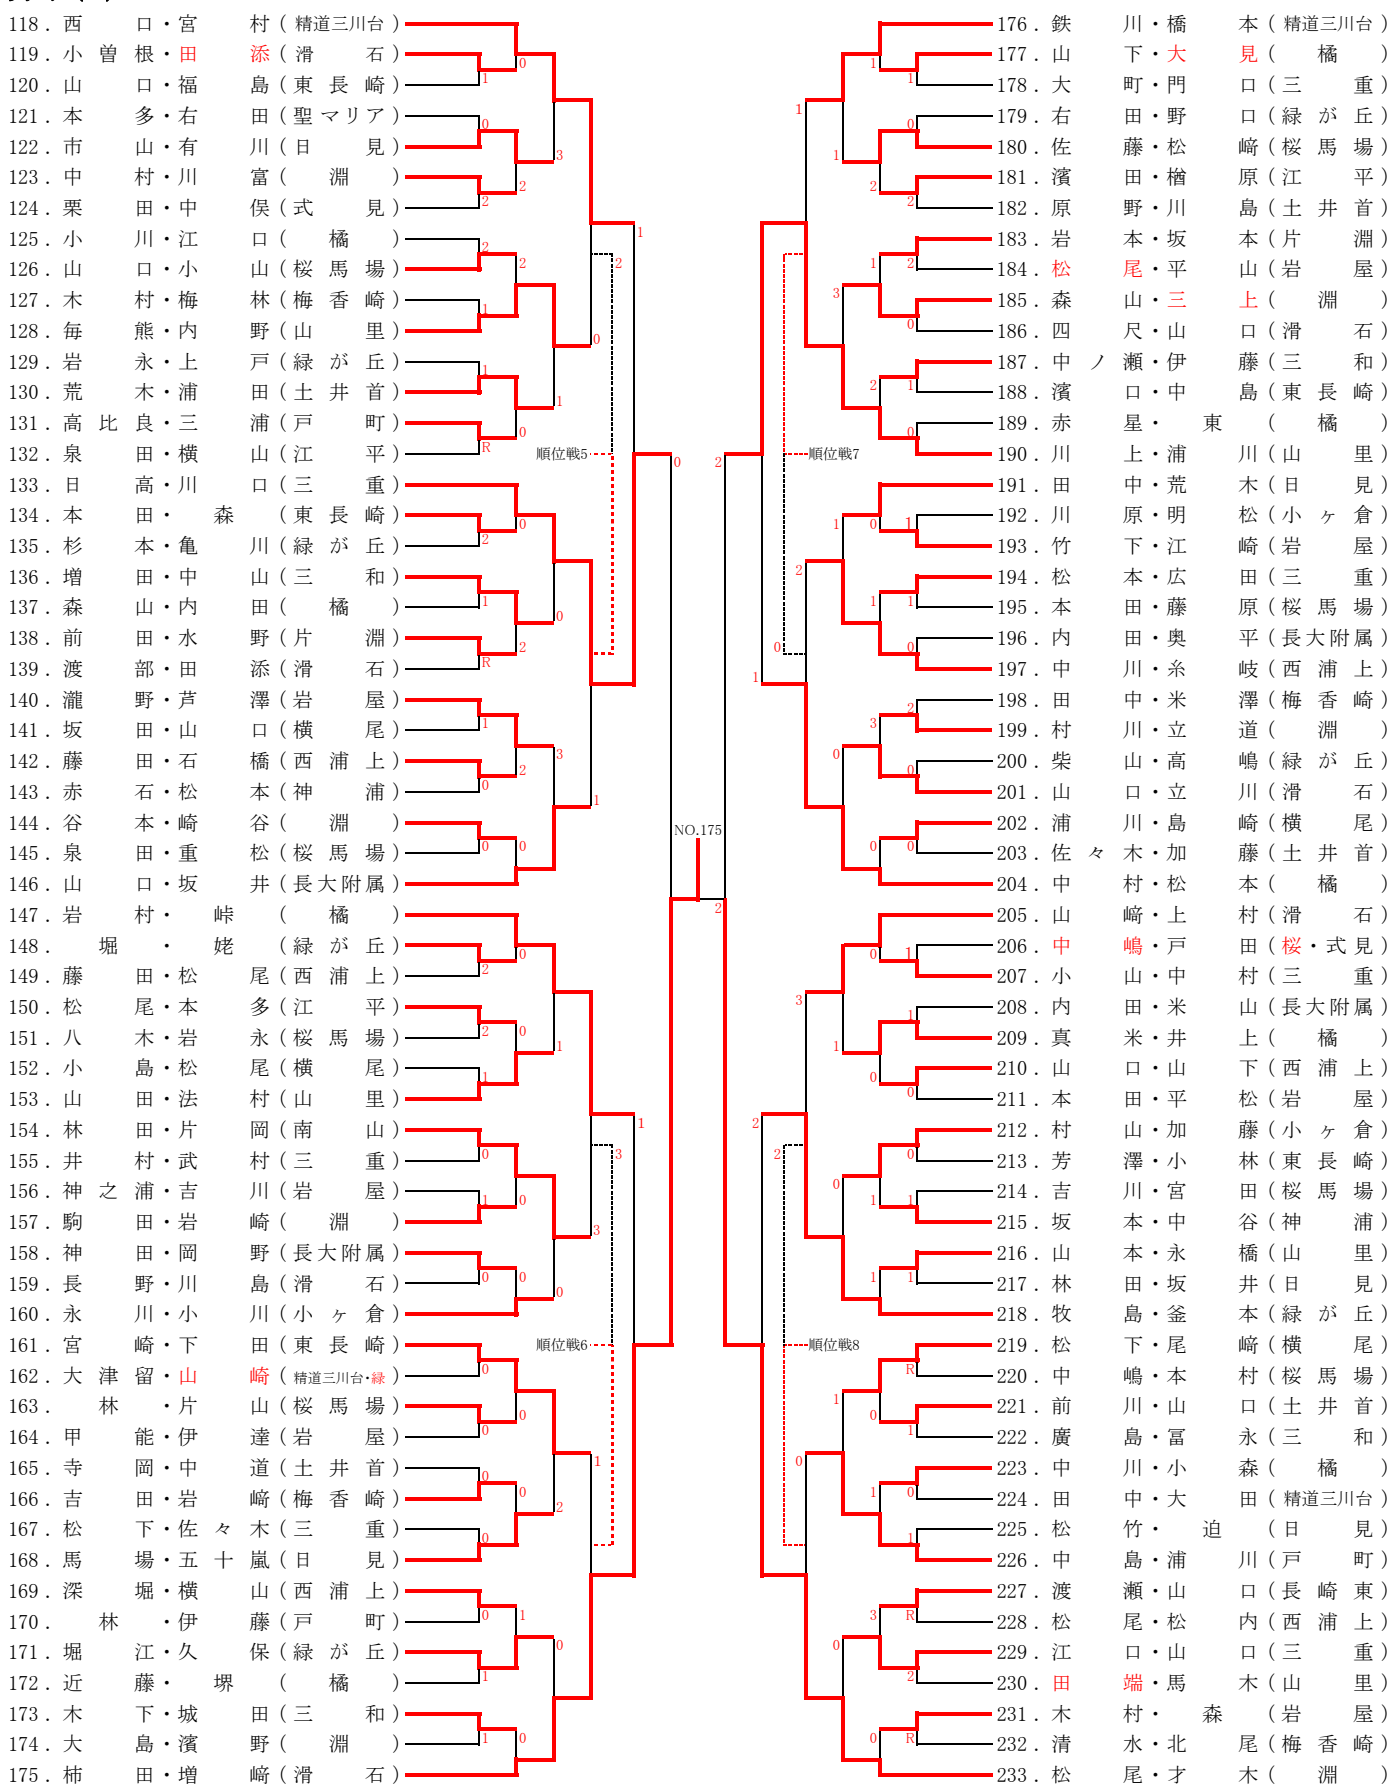 118. 西口・宮村 (精道三川台)
119. 小曽根・田添 (滑石)
120. 山口・福島 (東長崎)
121. 本多・右田 (聖マリア)
122. 市山・有川 (日見)
123. 中村・川富 (淵)
124. 栗田・中俣 (式見)
125. 小川・江口 (橘)
126. 山口・小山 (桜馬場)
127. 木村・梅林 (梅香崎)
128. 毎熊・内野 (山里)
129. 岩永・上戸 (緑が丘)
130. 荒木・浦田 (土井首)
131. 高比良・三浦 (戸町)
132. 泉田・横山 (江平)
133. 日高・川口 (三重)
134. 本田・森 (東長崎)
135. 杉本・亀川 (緑が丘)
136. 増田・中山 (三和)
137. 森山・内田 (橘)
138. 前田・水野 (片淵)
139. 渡部・田添 (滑石)
140. 瀧野・芦澤 (岩屋)
141. 坂田・山口 (横尾)
142. 藤田・石橋 (西浦上)
143. 赤石・松本 (神浦)
144. 谷本・崎谷 (淵)
145. 泉田・重松 (桜馬場)
146. 山口・坂井 (長大附属)
147. 岩村・峠 (橘)
148. 堀・姥 (緑が丘)
149. 藤田・松尾 (西浦上)
150. 松尾・本多 (江平)
151. 八木・岩永 (桜馬場)
152. 小島・松尾 (横尾)
153. 山田・法村 (山里)
154. 林田・片岡 (南山)
155. 井村・武村 (三重)
156. 神之浦・吉川 (岩屋)
157. 駒田・岩崎 (淵)
158. 神田・岡野 (長大附属)
159. 長野・川島 (滑石)
160. 永川・小川 (小ヶ倉)
161. 宮崎・下田 (東長崎)
162. 大津留・山崎 (精道三川台・緑)
163. 林・片山 (桜馬場)
164. 甲能・伊達 (岩屋)
165. 寺岡・中道 (土井首)
166. 吉田・岩﨑 (梅香崎)
167. 松下・佐々木 (三重)
168. 馬場・五十嵐 (日見)
169. 深堀・横山 (西浦上)
170. 林・伊藤 (戸町)
171. 堀江・久保 (緑が丘)
172. 近藤・堺 (橘)
173. 木下・城田 (三和)
174. 大島・濱野 (淵)
175. 柿田・増﨑 (滑石)
順位戦5
順位戦6
NO.175
順位戦7
順位戦8
176. 鉄川・橋本 (精道三川台)
177. 山下・大見 (橘)
178. 大町・門口 (三重)
179. 右田・野口 (緑が丘)
180. 佐藤・松﨑 (桜馬場)
181. 濱田・楢原 (江平)
182. 原野・川島 (土井首)
183. 岩本・坂本 (片淵)
184. 松尾・平山 (岩屋)
185. 森山・三上 (淵)
186. 四尺・山口 (滑石)
187. 中ノ瀬・伊藤 (三和)
188. 濱口・中島 (東長崎)
189. 赤星・東 (橘)
190. 川上・浦川 (山里)
191. 田中・荒木 (日見)
192. 川原・明松 (小ヶ倉)
193. 竹下・江崎 (岩屋)
194. 松本・広田 (三重)
195. 本田・藤原 (桜馬場)
196. 内田・奥平 (長大附属)
197. 中川・糸岐 (西浦上)
198. 田中・米澤 (梅香崎)
199. 村川・立道 (淵)
200. 柴山・高嶋 (緑が丘)
201. 山口・立川 (滑石)
202. 浦川・島崎 (横尾)
203. 佐々木・加藤 (土井首)
204. 中村・松本 (橘)
205. 山﨑・上村 (滑石)
206. 中嶋・戸田 (桜・式見)
207. 小山・中村 (三重)
208. 内田・米山 (長大附属)
209. 真米・井上 (橘)
210. 山口・山下 (西浦上)
211. 本田・平松 (岩屋)
212. 村山・加藤 (小ヶ倉)
213. 芳澤・小林 (東長崎)
214. 吉川・宮田 (桜馬場)
215. 坂本・中谷 (神浦)
216. 山本・永橋 (山里)
217. 林田・坂井 (日見)
218. 牧島・釜本 (緑が丘)
219. 松下・尾﨑 (横尾)
220. 中嶋・本村 (桜馬場)
221. 前川・山口 (土井首)
222. 廣島・冨永 (三和)
223. 中川・小森 (橘)
224. 田中・大田 (精道三川台)
225. 松竹・迫 (日見)
226. 中島・浦川 (戸町)
227. 渡瀬・山口 (長崎東)
228. 松尾・松内 (西浦上)
229. 江口・山口 (三重)
230. 田端・馬木 (山里)
231. 木村・森 (岩屋)
232. 清水・北尾 (梅香崎)
233. 松尾・才木 (淵)